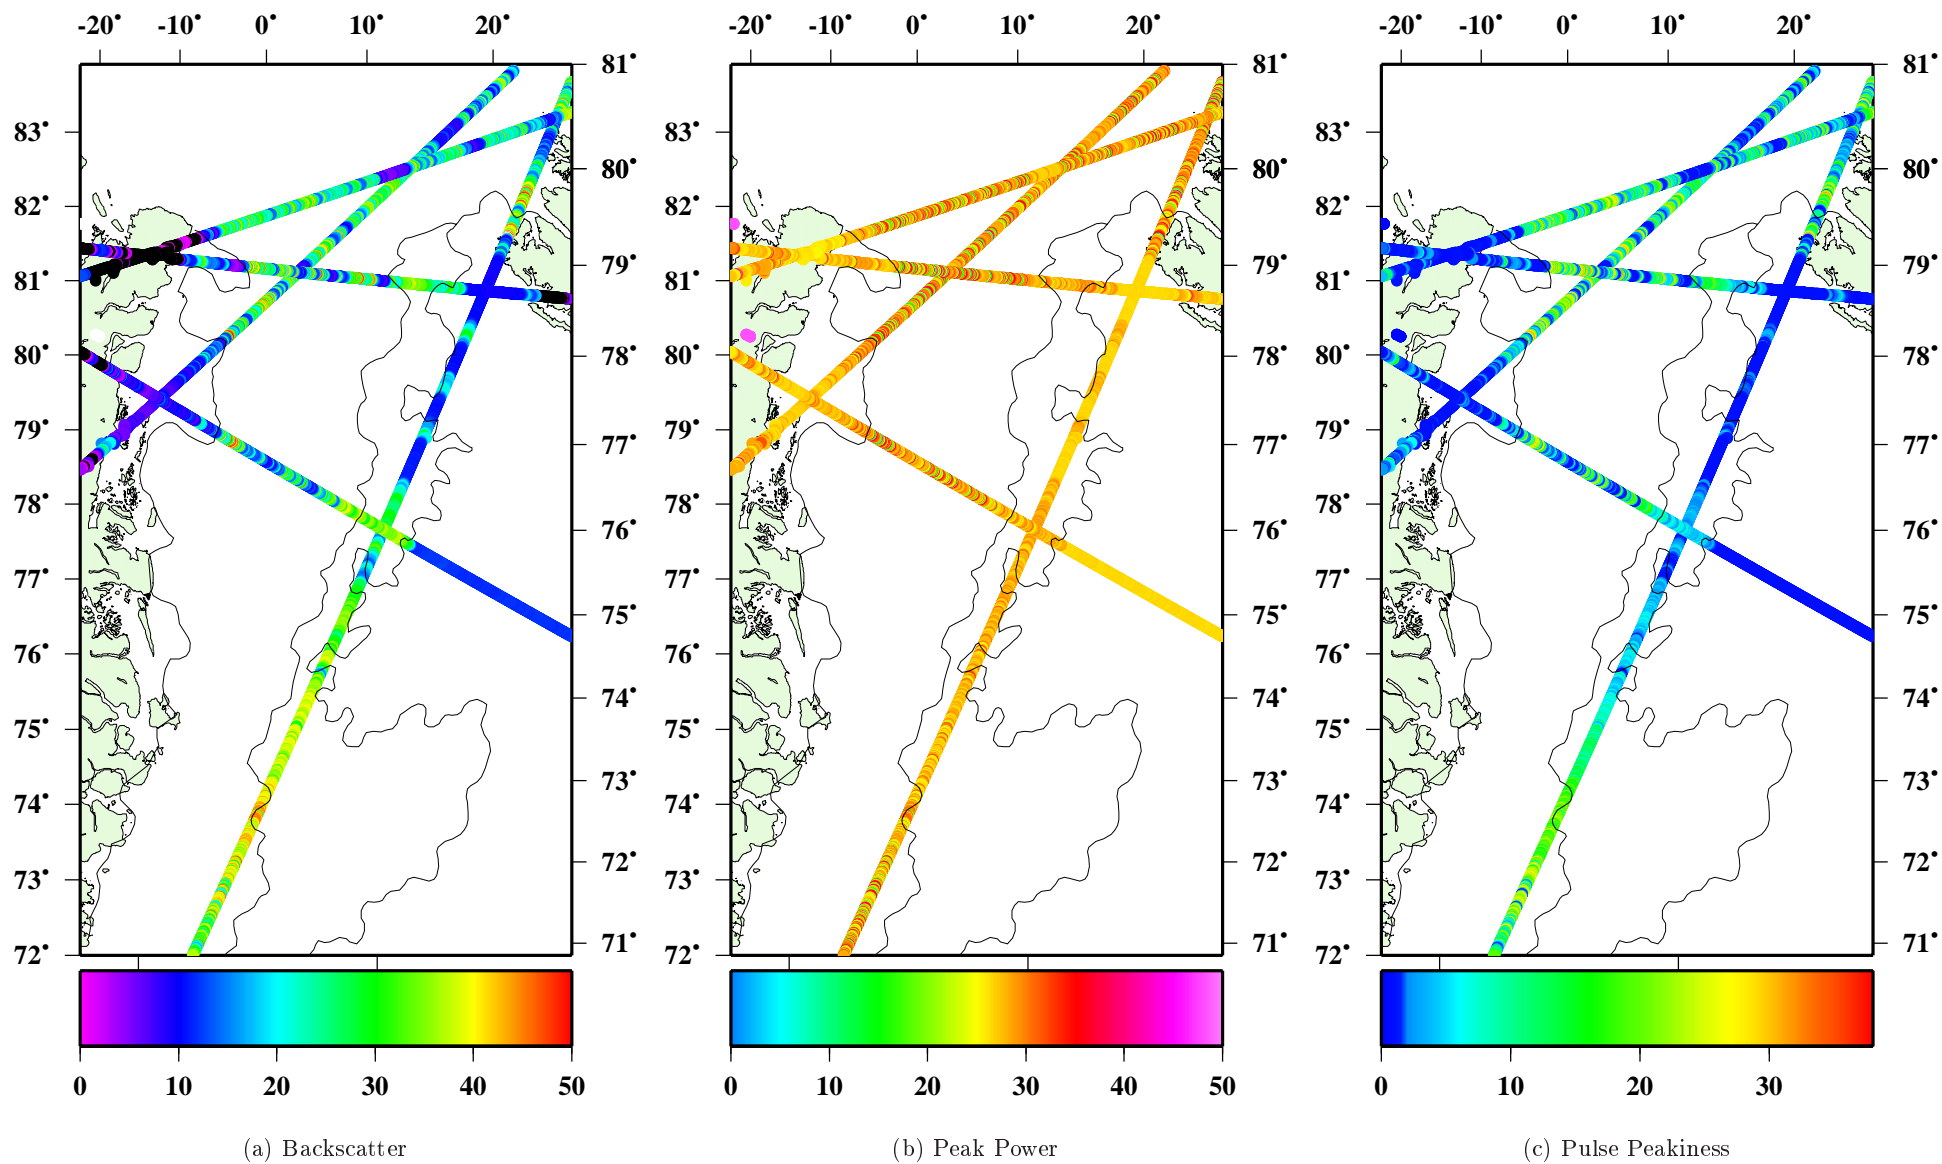 -20° -10° 0° 10° 20° -20° -10° 0° 10° 20° -20° -10° 0° 10° 20°
81° 81° 81°
83° 83° 83°
80° 80° 80°
82° 82° 82°
79° 79° 79°
81° 81° 81°
80° 78° 80° 78° 80° 78°
79° 79° 79°
77° 77° 77°
78° 78° 78°
76° 76° 76°
77° 77° 77°
75° 75° 75°
76° 76° 76°
74° 74° 74°
75° 75° 75°
73° 73° 73°
74° 74° 74°
72° 72° 72°
73° 73° 73°
71° 71° 71°
72° 72° 72°
0 10 20 30 40 50 0 10 20 30 40 50 0 10 20 30
(a) Backscatter (b) Peak Power (c) Pulse Peakiness